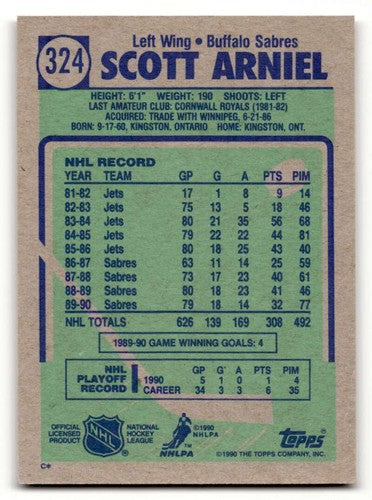 324
Left Wing • Buffalo Sabres
SCOTT ARNIEL
HEIGHT: 6'1" WEIGHT: 190 SHOOTS: LEFT
LAST AMATEUR CLUB: CORNWALL ROYALS (1981-82)
ACQUIRED: TRADE WITH WINNIPEG, 6-21-86
BORN: 9-17-60, KINGSTON, ONTARIO HOME: KINGSTON, ONT.
NHL RECORD
YEAR TEAM GP G A PTS PIM
81-82 Jets 17 1 8 9 14
82-83 Jets 75 13 5 18 46
83-84 Jets 80 21 35 56 68
84-85 Jets 79 22 22 44 81
85-86 Jets 80 18 25 43 40
86-87 Sabres 63 11 14 25 59
87-88 Sabres 73 17 23 40 61
88-89 Sabres 80 18 23 41 46
89-90 Sabres 79 18 14 32 77
NHL TOTALS 626 139 169 308 492
1989-90 GAME WINNING GOALS: 4
NHL PLAYOFF RECORD
GP G A PTS PIM
1990 5 1 0 1 4
CAREER 34 3 3 6 35
OFFICIAL LICENSED PRODUCT
NHL
NATIONAL HOCKEY LEAGUE
©1990 NHLPA
NHLPA
TOPPS
©1990 THE TOPPS COMPANY, INC.
C*